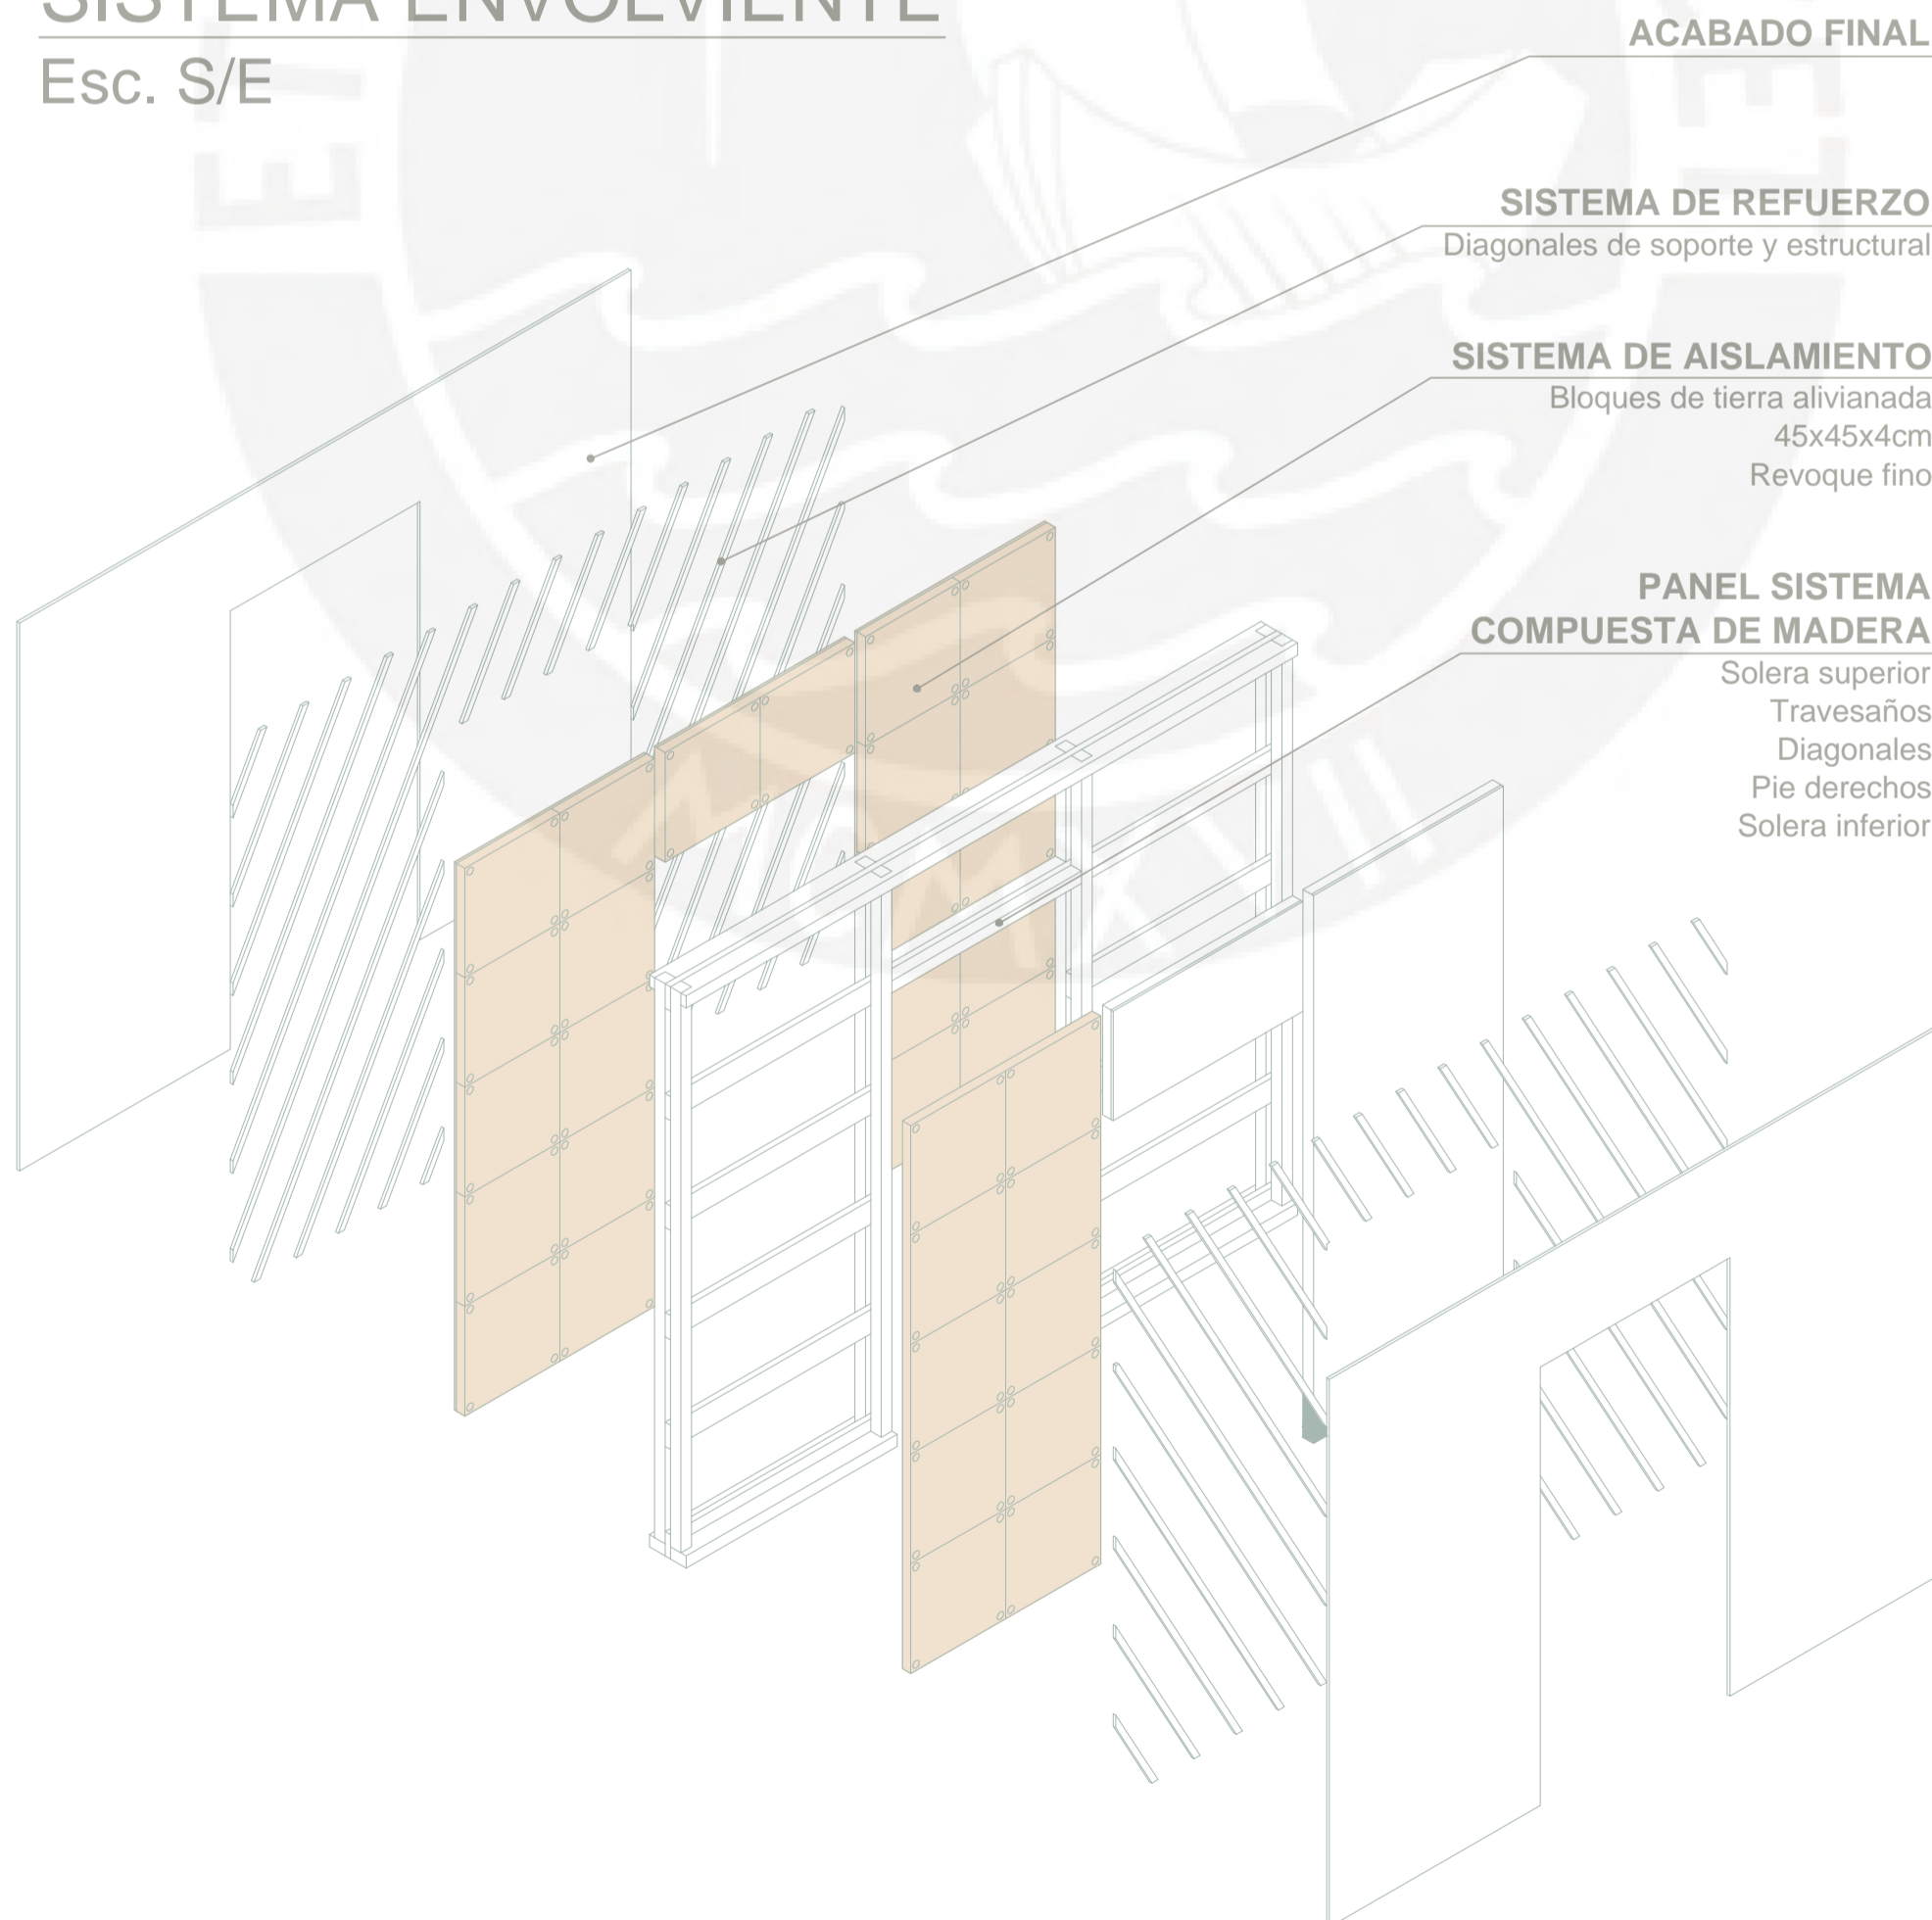 SISTEMA ENVOLVIENTE
Esc. S/E
ACABADO FINAL
SISTEMA DE REFUERZO
Diagonales de soporte y estructural
SISTEMA DE AISLAMIENTO
Bloques de tierra alivianada
45x45x4cm
Revoque fino
PANEL SISTEMA
COMPUESTA DE MADERA
Solera superior
Travesaños
Diagonales
Pie derechos
Solera inferior